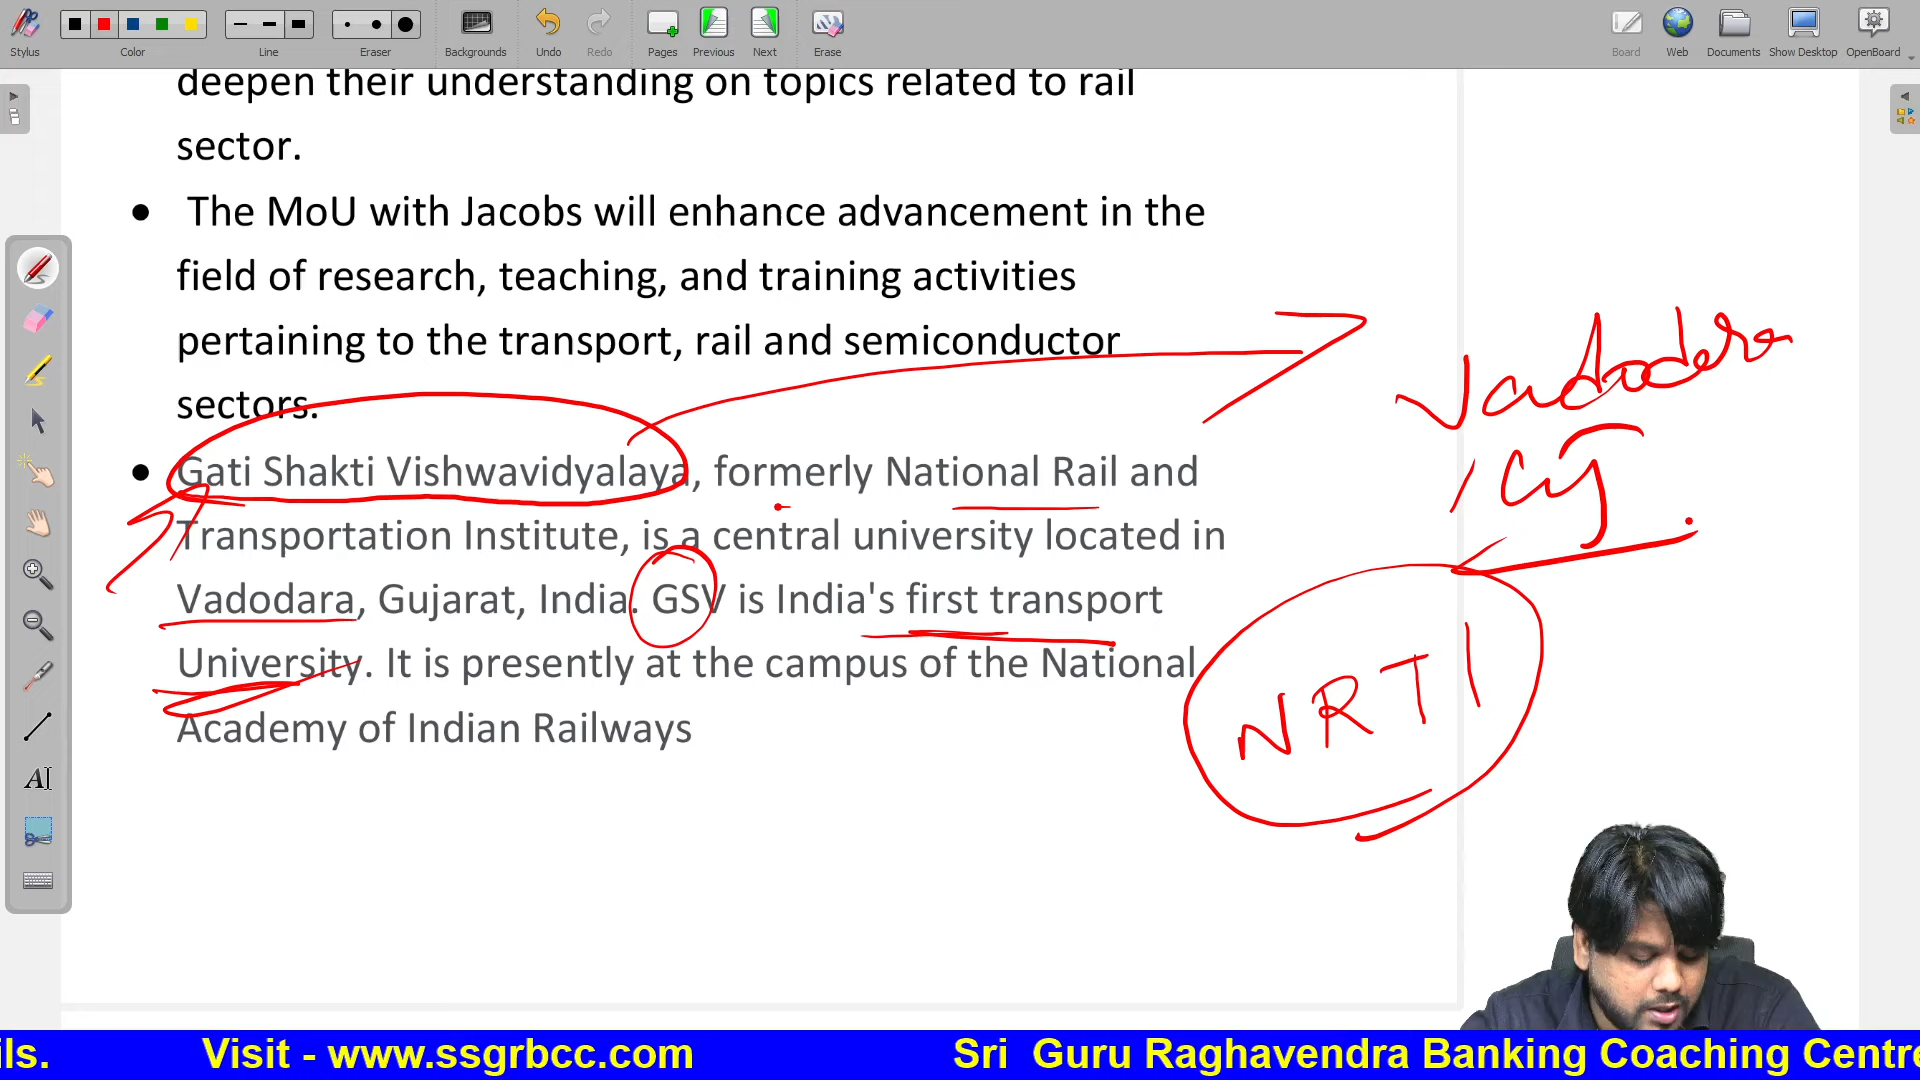 Stylus
Color
Line
Eraser
Backgrounds
Undo
Redo
Pages
Previous
Next
Erase
Board
Web
Documents
Show Desktop
OpenBoard
deepen their understanding on topics related to rail
sector.
The MoU with Jacobs will enhance advancement in the
field of research, teaching, and training activities
pertaining to the transport, rail and semiconductor
sectors.
Vadodara
Gati Shakti Vishwavidyalaya, formerly National Rail and
Transportation Institute, is a central university located in
Vadodara, Gujarat, India. GSV is India's first transport
University. It is presently at the campus of the National
Academy of Indian Railways
NRTI
AI
ils.
Visit - www.ssgrbcc.com
Sri Guru Raghavendra Banking Coaching Centre